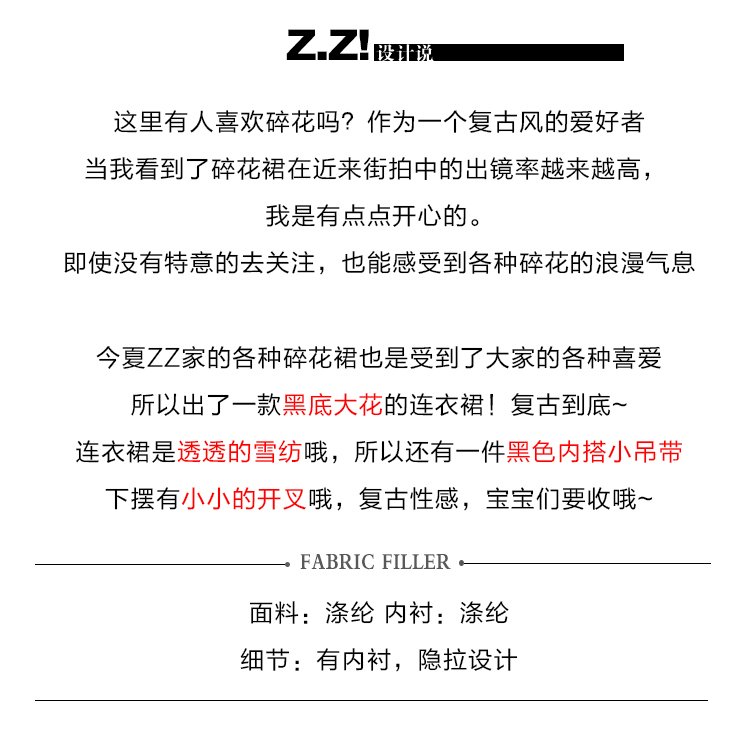 Z.Z! 设计说
这里有人喜欢碎花吗？作为一个复古风的爱好者
当我看到了碎花裙在近来街拍中的出镜率越来越高，
我是有点点开心的。
即使没有特意的去关注，也能感受到各种碎花的浪漫气息
今夏ZZ家的各种碎花裙也是受到了大家的各种喜爱
所以出了一款黑底大花的连衣裙！复古到底~
连衣裙是透透的雪纺哦，所以还有一件黑色内搭小吊带
下摆有小小的开叉哦，复古性感，宝宝们要收哦~
FABRIC FILLER
面料：涤纶 内衬：涤纶
细节：有内衬，隐拉设计